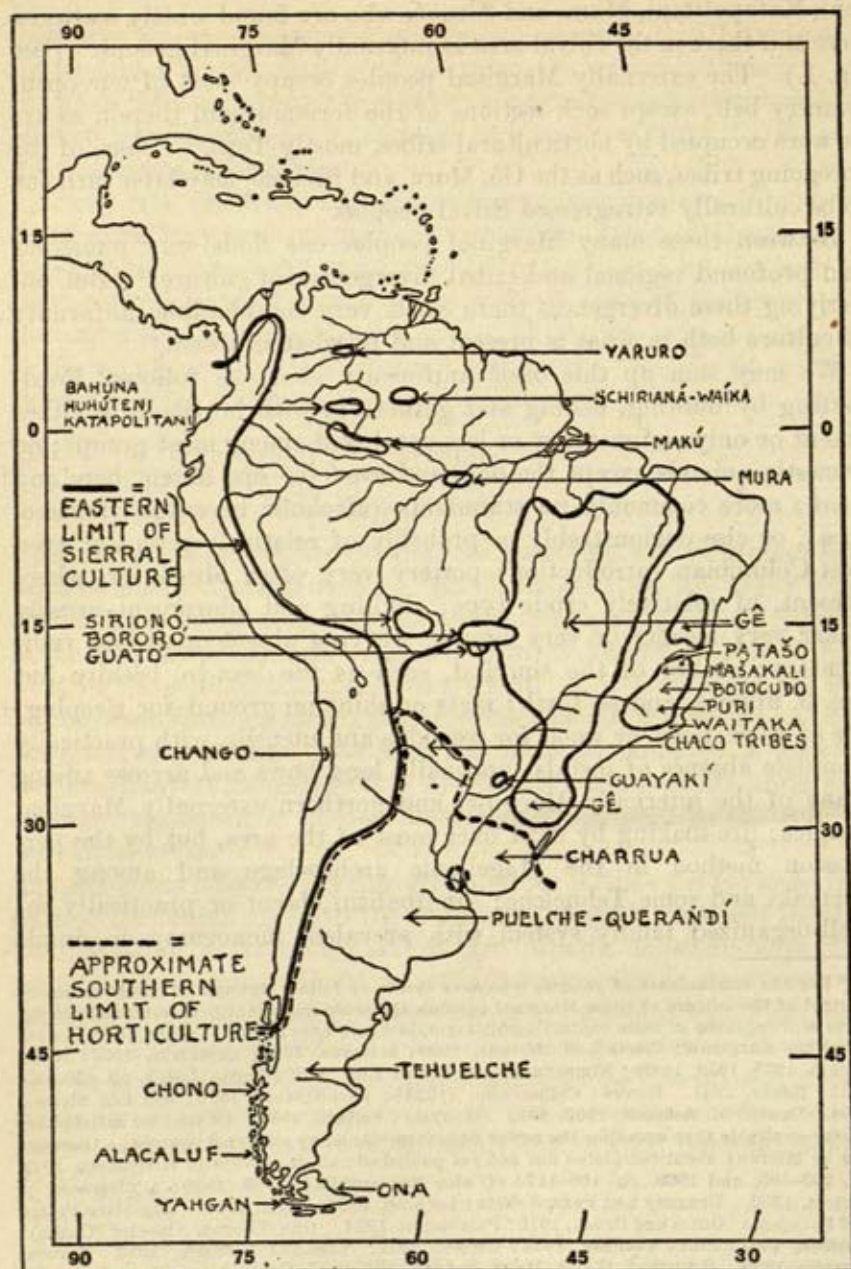 90 75 60 45
15 15
YARURO
BAHÚNA
HUHÚTENI
KATAPOLITANI
SCHIRIANÁ-WAÍKA
0 0
MAKÚ
MURA
=
EASTERN
LIMIT OF
SIERRAL
CULTURE
SIRIONÓ
BORORO
GUATO
15 15
GÊ
PATAŠO
MAŠAKALI
BOTOCUDO
PURI
WAITAKA
CHACO TRIBES
CHANGO
GUAYAKÍ
GÊ
30 30
CHARRUA
PUELCHE-QUERANDÍ
=
APPROXIMATE
SOUTHERN
LIMIT OF
HORTICULTURE
45 45
TEHUELCHE
CHONO
ALACALUF
ONA
YAHGAN
90 75 60 45 30